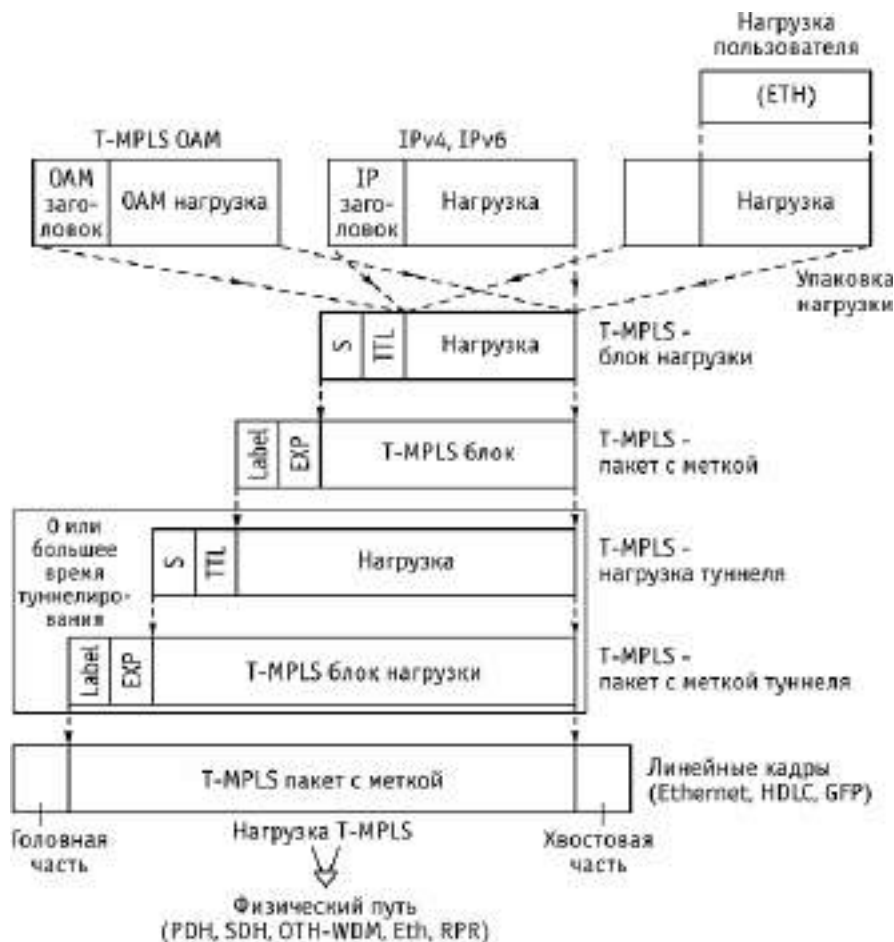 Нагрузка
пользователя
(ETH)
T-MPLS OAM
IPv4, IPv6
OAM
заго-
ловок
OAM нагрузка
IP
заго-
ловок
Нагрузка
Нагрузка
Упаковка
нагрузки
S
TTL
Нагрузка
T-MPLS -
блок нагрузки
Label
EXP
T-MPLS блок
T-MPLS -
пакет с меткой
0 или
большее
время
туннелиро-
вания
S
TTL
Нагрузка
T-MPLS -
нагрузка туннеля
Label
EXP
T-MPLS блок нагрузки
T-MPLS -
пакет с меткой туннеля
T-MPLS пакет с меткой
Линейные кадры
(Ethernet, HDLC, GFP)
Головная
часть
Нагрузка T-MPLS
Хвостовая
часть
Физический путь
(PDH, SDH, OTH-WDM, Eth, RPR)